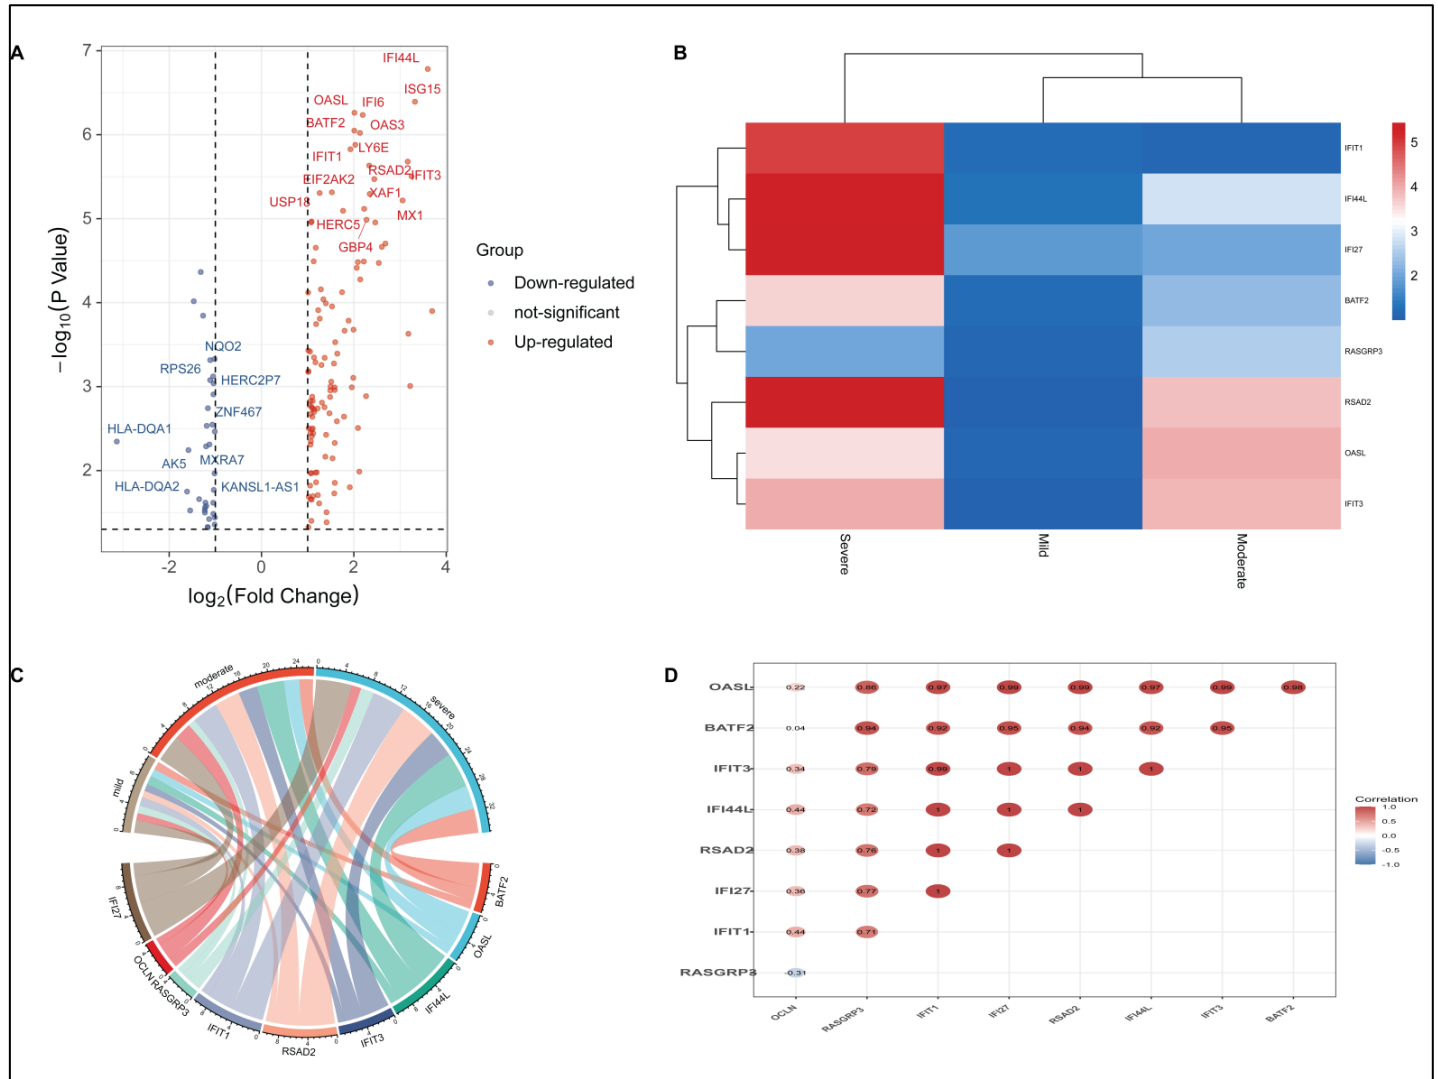 A
7
6
5
4
3
2
−log10(P Value)
IFI44L
ISG15
OASL
IFI6
BATF2
OAS3
IFIT1
LY6E
RSAD2
IFIT3
EIF2AK2
XAF1
USP18
MX1
HERC5
GBP4
NQO2
RPS26
HERC2P7
ZNF467
HLA-DQA1
AK5
MXRA7
HLA-DQA2
KANSL1-AS1
-2 0 2 4
log2(Fold Change)
Group
Down-regulated
not-significant
Up-regulated
B
IFIT1
IFI44L
IFI27
BATF2
RASGRP3
RSAD2
OASL
IFIT3
Severe Mild Moderate
5
4
3
2
C
moderate
severe
mild
IFI27
OCLN
RASGRP3
IFIT1
RSAD2
IFIT3
IFI44L
OASL
BATF2
D
OASL 0.22 0.86 0.97 0.99 0.99 0.97 0.99 0.98
BATF2 0.04 0.94 0.92 0.95 0.94 0.92 0.95
IFIT3 0.34 0.79 0.99 1 1 1
IFI44L 0.44 0.72 1 1 1
RSAD2 0.38 0.76 1 1
IFI27 0.36 0.77 1
IFIT1 0.44 0.71
RASGRP3 -0.31
OCLN RASGRP3 IFIT1 IFI27 RSAD2 IFI44L IFIT3 BATF2
Correlation
1.0
0.5
0.0
-0.5
-1.0